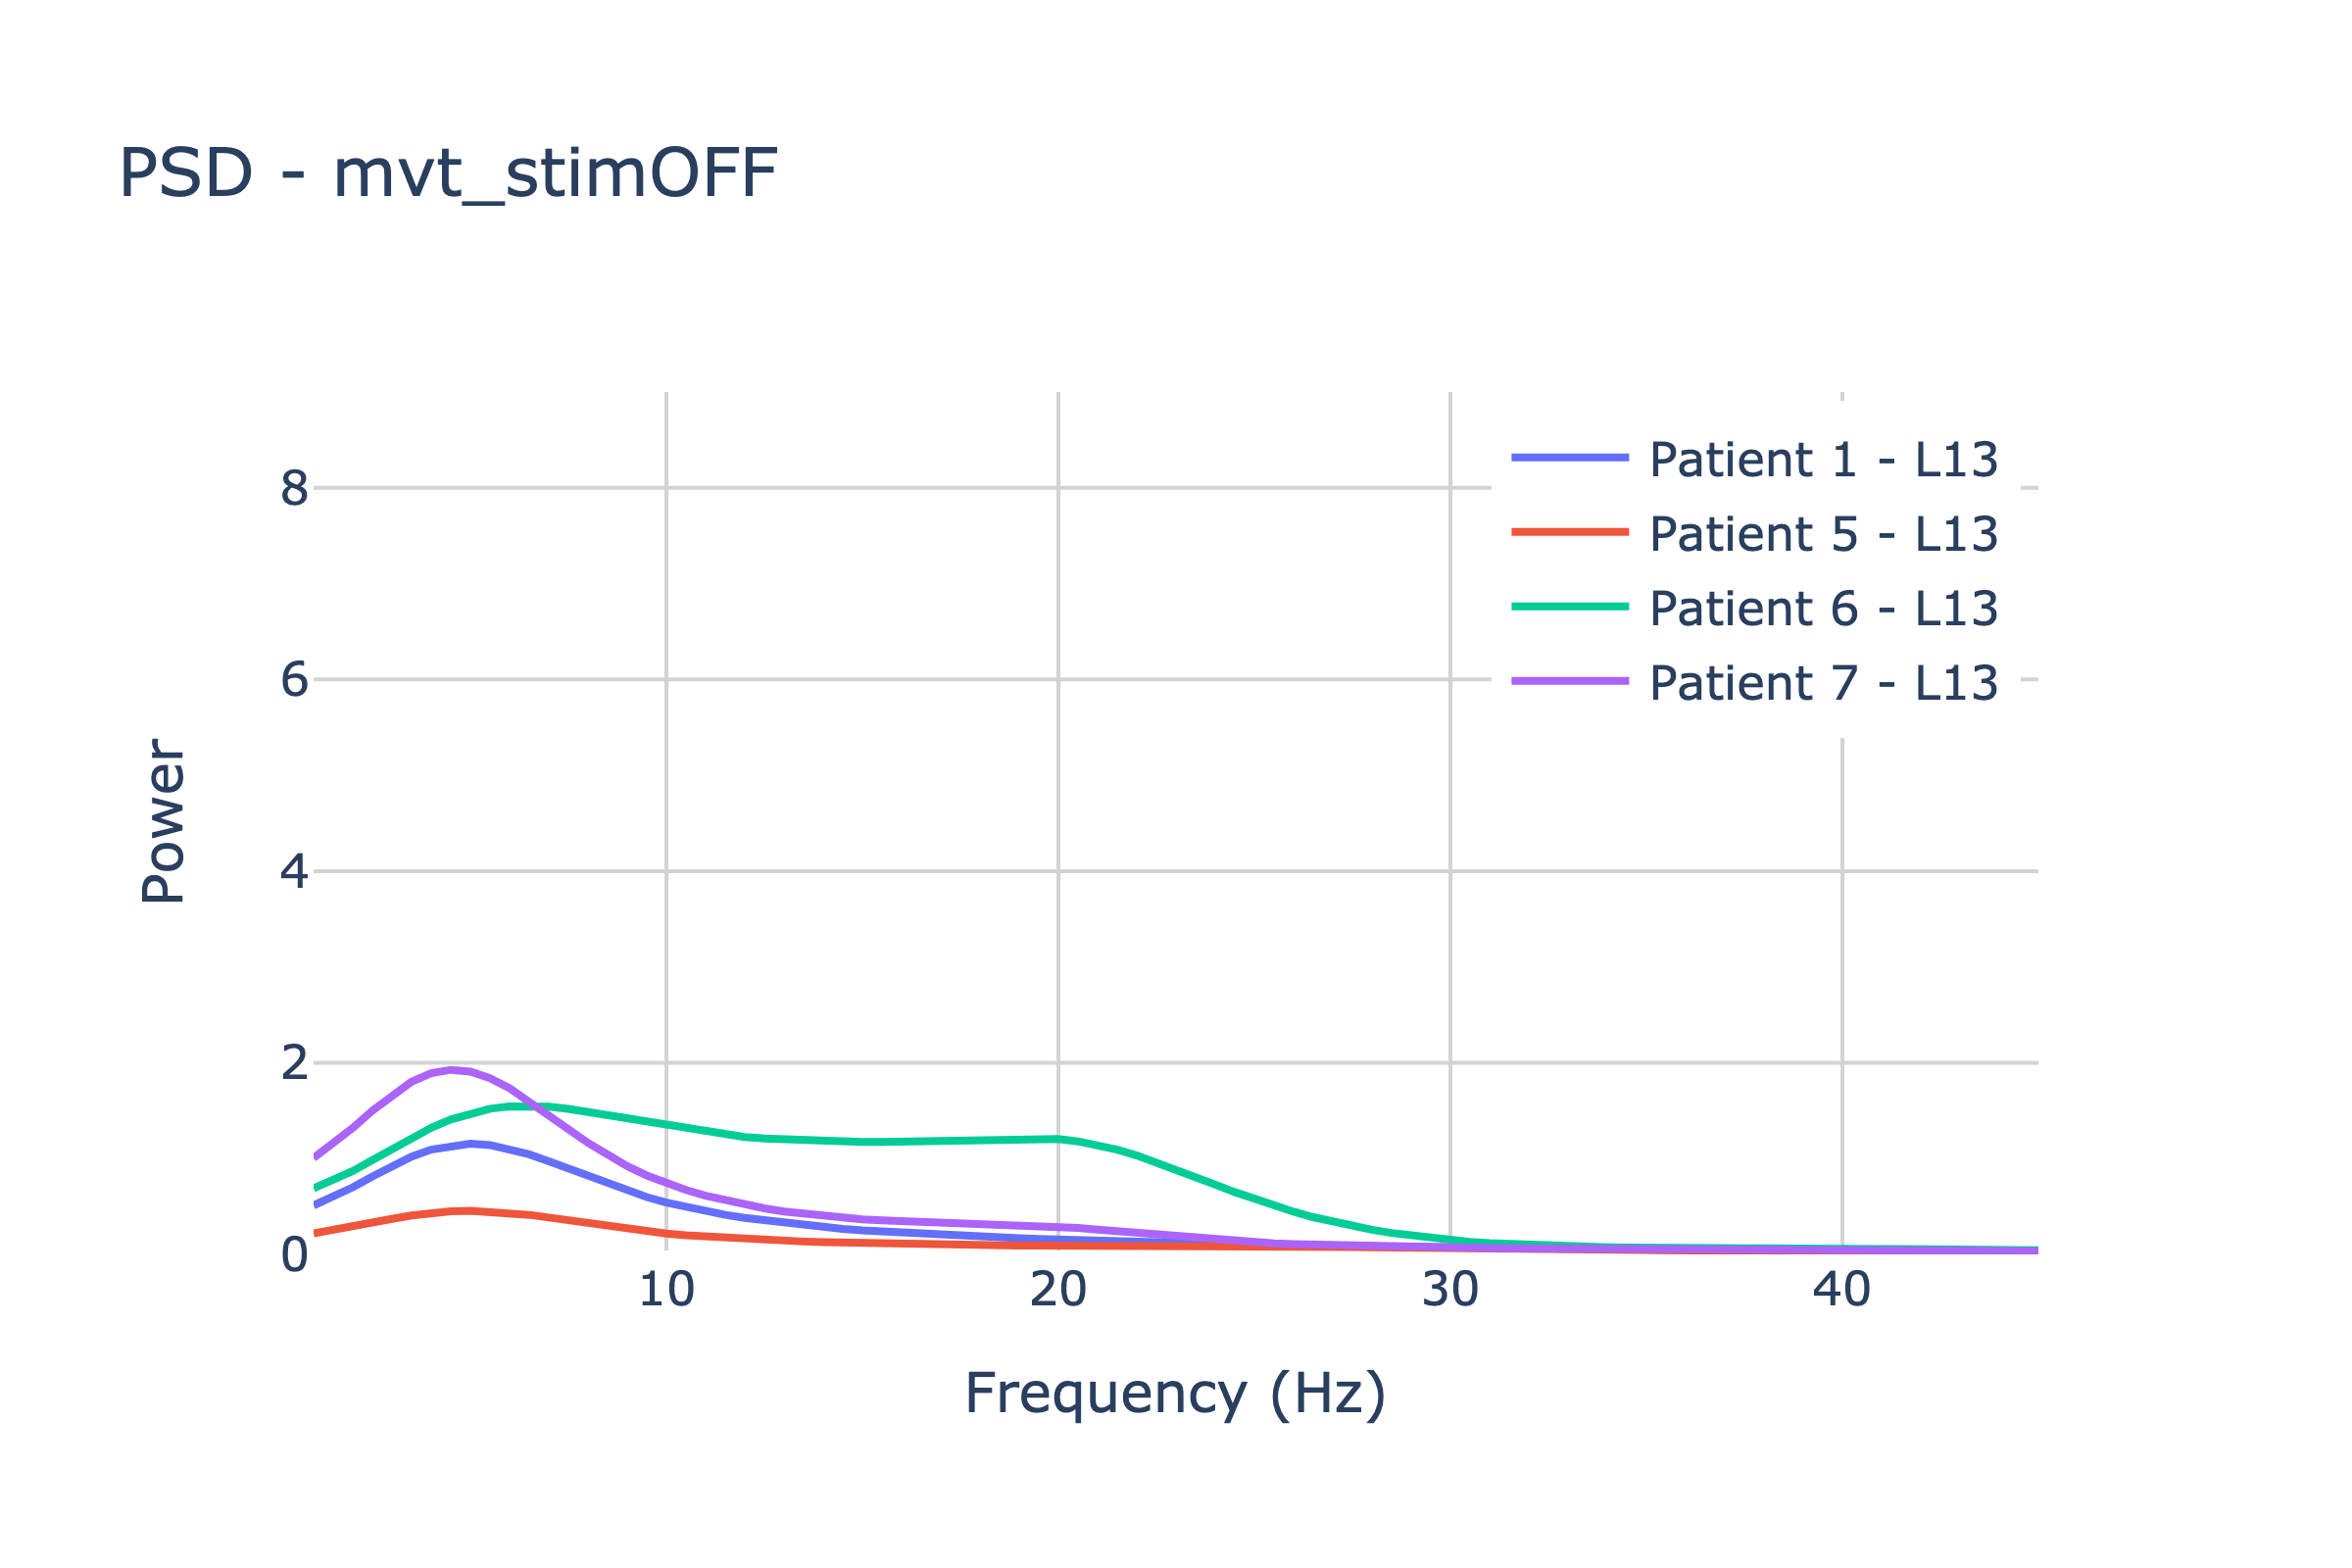 PSD - mvt_stimOFF
Patient 1 - L13
Patient 5 - L13
Patient 6 - L13
Patient 7 - L13
Power
8
6
4
2
0
10 20 30 40
Frequency (Hz)